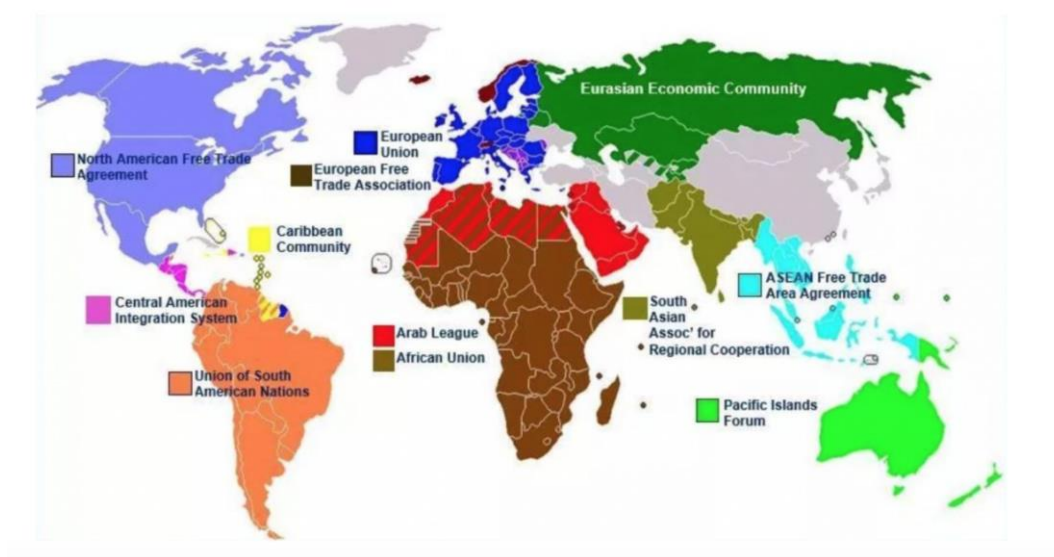 Eurasian Economic Community
European
Union
North American Free Trade
Agreement
European Free
Trade Association
Caribbean
Community
ASEAN Free Trade
Area Agreement
Central American
Integration System
South
Asian
Assoc' for
Regional Cooperation
Arab League
African Union
Union of South
American Nations
Pacific Islands
Forum